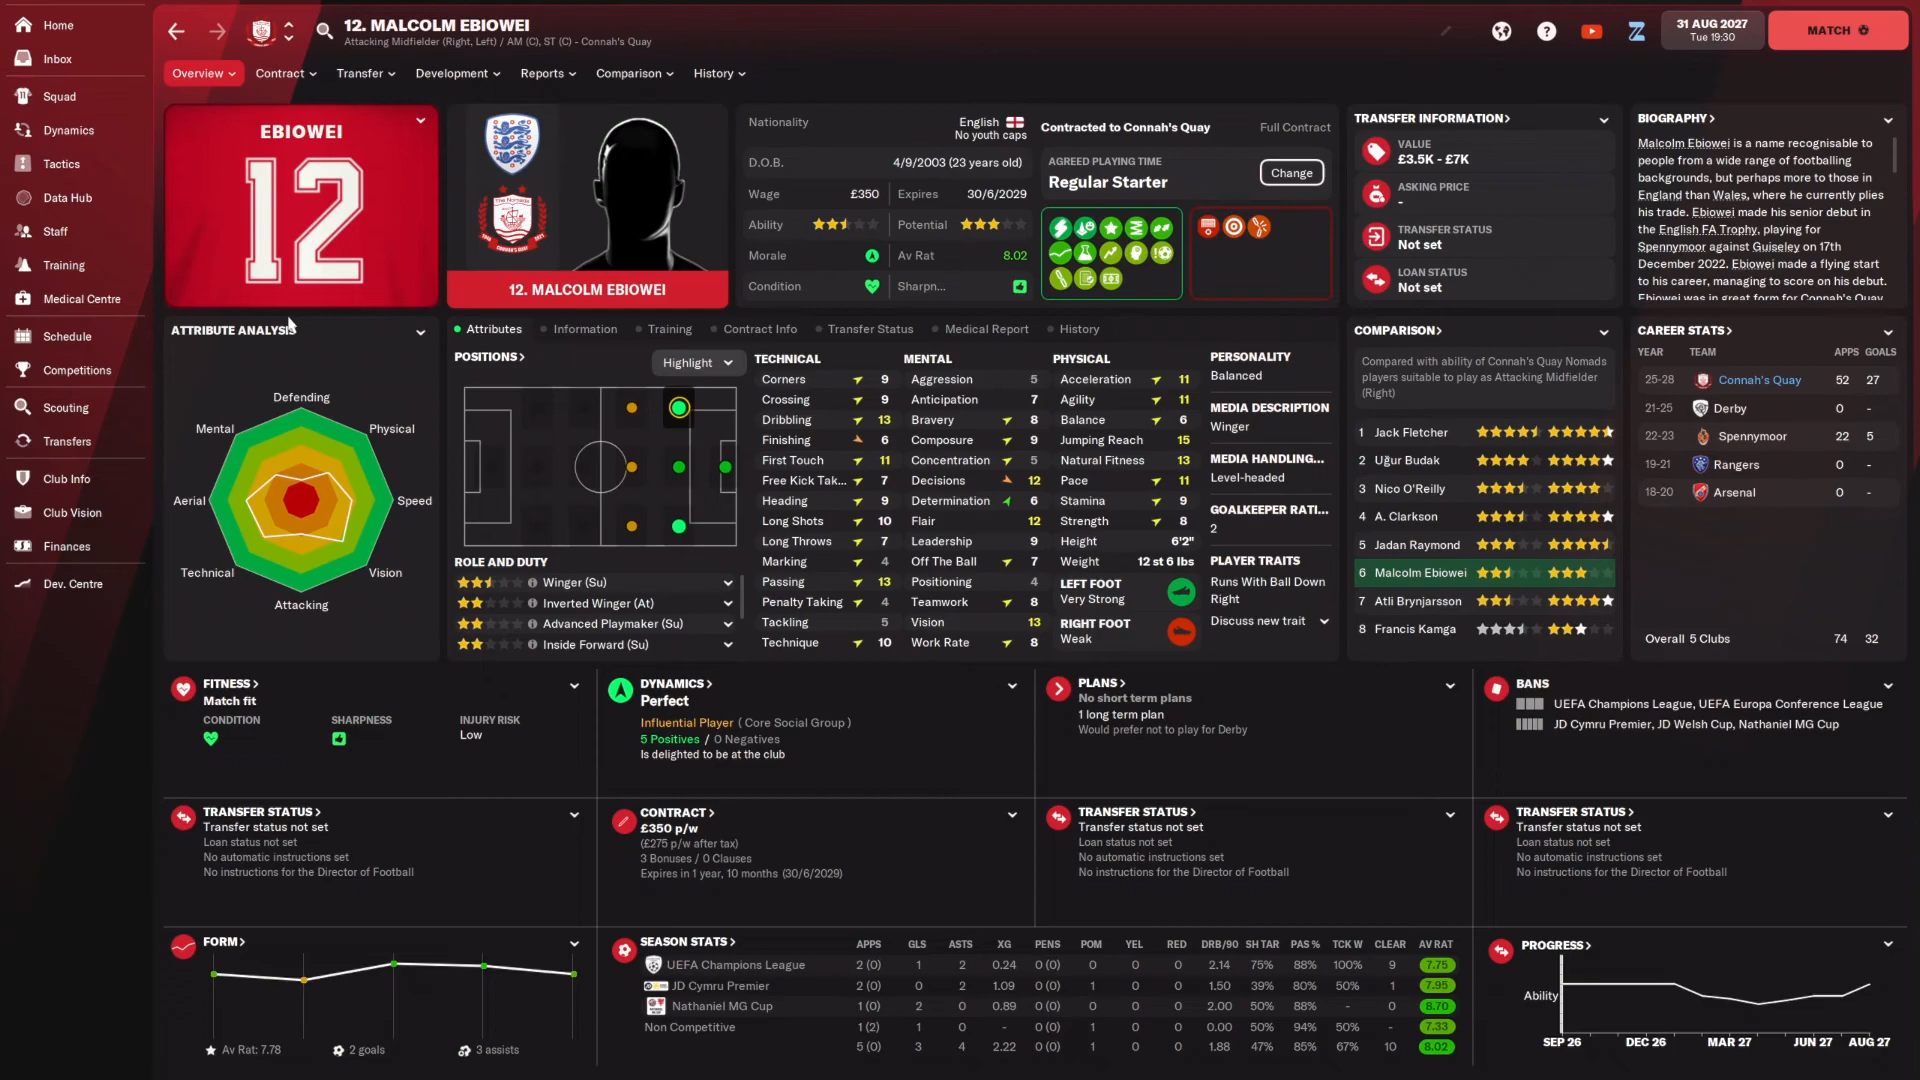 Home
Inbox
Squad
Dynamics
Tactics
Data Hub
Staff
Training
Medical Centre
Schedule
Competitions
Scouting
Transfers
Club Info
Club Vision
Finances
Dev. Centre
12. MALCOLM EBIOWEI
Attacking Midfielder (Right, Left) / AM (C), ST (C) - Connah's Quay
31 AUG 2027
Tue 19:30
MATCH
Overview Contract Transfer Development Reports Comparison History
EBIOWEI
12
12. MALCOLM EBIOWEI
Nationality English
No youth caps
D.O.B. 4/9/2003 (23 years old)
Wage £350 Expires 30/6/2029
Ability Potential
Morale Av Rat 8.02
Condition Sharpn...
Contracted to Connah's Quay Full Contract
AGREED PLAYING TIME
Regular Starter Change
TRANSFER INFORMATION>
VALUE
£3.5K - £7K
ASKING PRICE
-
TRANSFER STATUS
Not set
LOAN STATUS
Not set
BIOGRAPHY>
Malcolm Ebiowei is a name recognisable to
people from a wide range of footballing
backgrounds, but perhaps more to those in
England than Wales, where he currently plies
his trade. Ebiowei made his senior debut in
the English FA Trophy, playing for
Spennymoor against Guiseley on 17th
December 2022. Ebiowei made a flying start
to his career, managing to score on his debut.
Ebiowei was in great form for Connah's Quay
ATTRIBUTE ANALYSIS
Defending
Mental Physical
Aerial Speed
Technical Vision
Attacking
Attributes Information Training Contract Info Transfer Status Medical Report History
POSITIONS> Highlight
ROLE AND DUTY
Winger (Su)
Inverted Winger (At)
Advanced Playmaker (Su)
Inside Forward (Su)
TECHNICAL
Corners 9
Crossing 9
Dribbling 13
Finishing 6
First Touch 11
Free Kick Tak... 7
Heading 9
Long Shots 10
Long Throws 7
Marking 4
Passing 13
Penalty Taking 4
Tackling 5
Technique 10
MENTAL
Aggression 5
Anticipation 7
Bravery 8
Composure 9
Concentration 5
Decisions 12
Determination 6
Flair 12
Leadership 9
Off The Ball 7
Positioning 4
Teamwork 8
Vision 13
Work Rate 8
PHYSICAL
Acceleration 11
Agility 11
Balance 6
Jumping Reach 15
Natural Fitness 13
Pace 11
Stamina 9
Strength 8
Height 6'2"
Weight 12 st 6 lbs
LEFT FOOT
Very Strong
RIGHT FOOT
Weak
PERSONALITY
Balanced
MEDIA DESCRIPTION
Winger
MEDIA HANDLING...
Level-headed
GOALKEEPER RATI...
2
PLAYER TRAITS
Runs With Ball Down
Right
Discuss new trait
COMPARISON>
Compared with ability of Connah's Quay Nomads
players suitable to play as Attacking Midfielder
(Right)
1 Jack Fletcher
2 Uğur Budak
3 Nico O'Reilly
4 A. Clarkson
5 Jadan Raymond
6 Malcolm Ebiowei
7 Atli Brynjarsson
8 Francis Kamga
CAREER STATS>
YEAR TEAM APPS GOALS
25-28 Connah's Quay 52 27
21-25 Derby 0 -
22-23 Spennymoor 22 5
19-21 Rangers 0 -
18-20 Arsenal 0 -
Overall 5 Clubs 74 32
FITNESS>
Match fit
CONDITION SHARPNESS INJURY RISK
Low
DYNAMICS>
Perfect
Influential Player ( Core Social Group )
5 Positives / 0 Negatives
Is delighted to be at the club
PLANS>
No short term plans
1 long term plan
Would prefer not to play for Derby
BANS
UEFA Champions League, UEFA Europa Conference League
JD Cymru Premier, JD Welsh Cup, Nathaniel MG Cup
TRANSFER STATUS>
Transfer status not set
Loan status not set
No automatic instructions set
No instructions for the Director of Football
CONTRACT>
£350 p/w
(£275 p/w after tax)
3 Bonuses / 0 Clauses
Expires in 1 year, 10 months (30/6/2029)
TRANSFER STATUS>
Transfer status not set
Loan status not set
No automatic instructions set
No instructions for the Director of Football
TRANSFER STATUS>
Transfer status not set
Loan status not set
No automatic instructions set
No instructions for the Director of Football
FORM>
Av Rat: 7.78 2 goals 3 assists
SEASON STATS> APPS GLS ASTS XG PENS POM YEL RED DRB/90 SH TAR PAS % TCK W CLEAR AV RAT
UEFA Champions League 2 (0) 1 2 0.24 0 (0) 0 0 0 2.14 75% 88% 100% 9 7.75
JD Cymru Premier 2 (0) 0 2 1.09 0 (0) 1 0 0 1.50 39% 80% 50% 1 7.95
Nathaniel MG Cup 1 (0) 2 0 0.89 0 (0) 0 0 0 2.00 50% 88% - 0 8.70
Non Competitive 1 (2) 1 0 - 0 (0) 1 0 0 0.00 50% 94% 50% - 7.33
5 (0) 3 4 2.22 0 (0) 1 0 0 1.88 47% 85% 67% 10 8.02
PROGRESS>
Ability
SEP 26 DEC 26 MAR 27 JUN 27 AUG 27